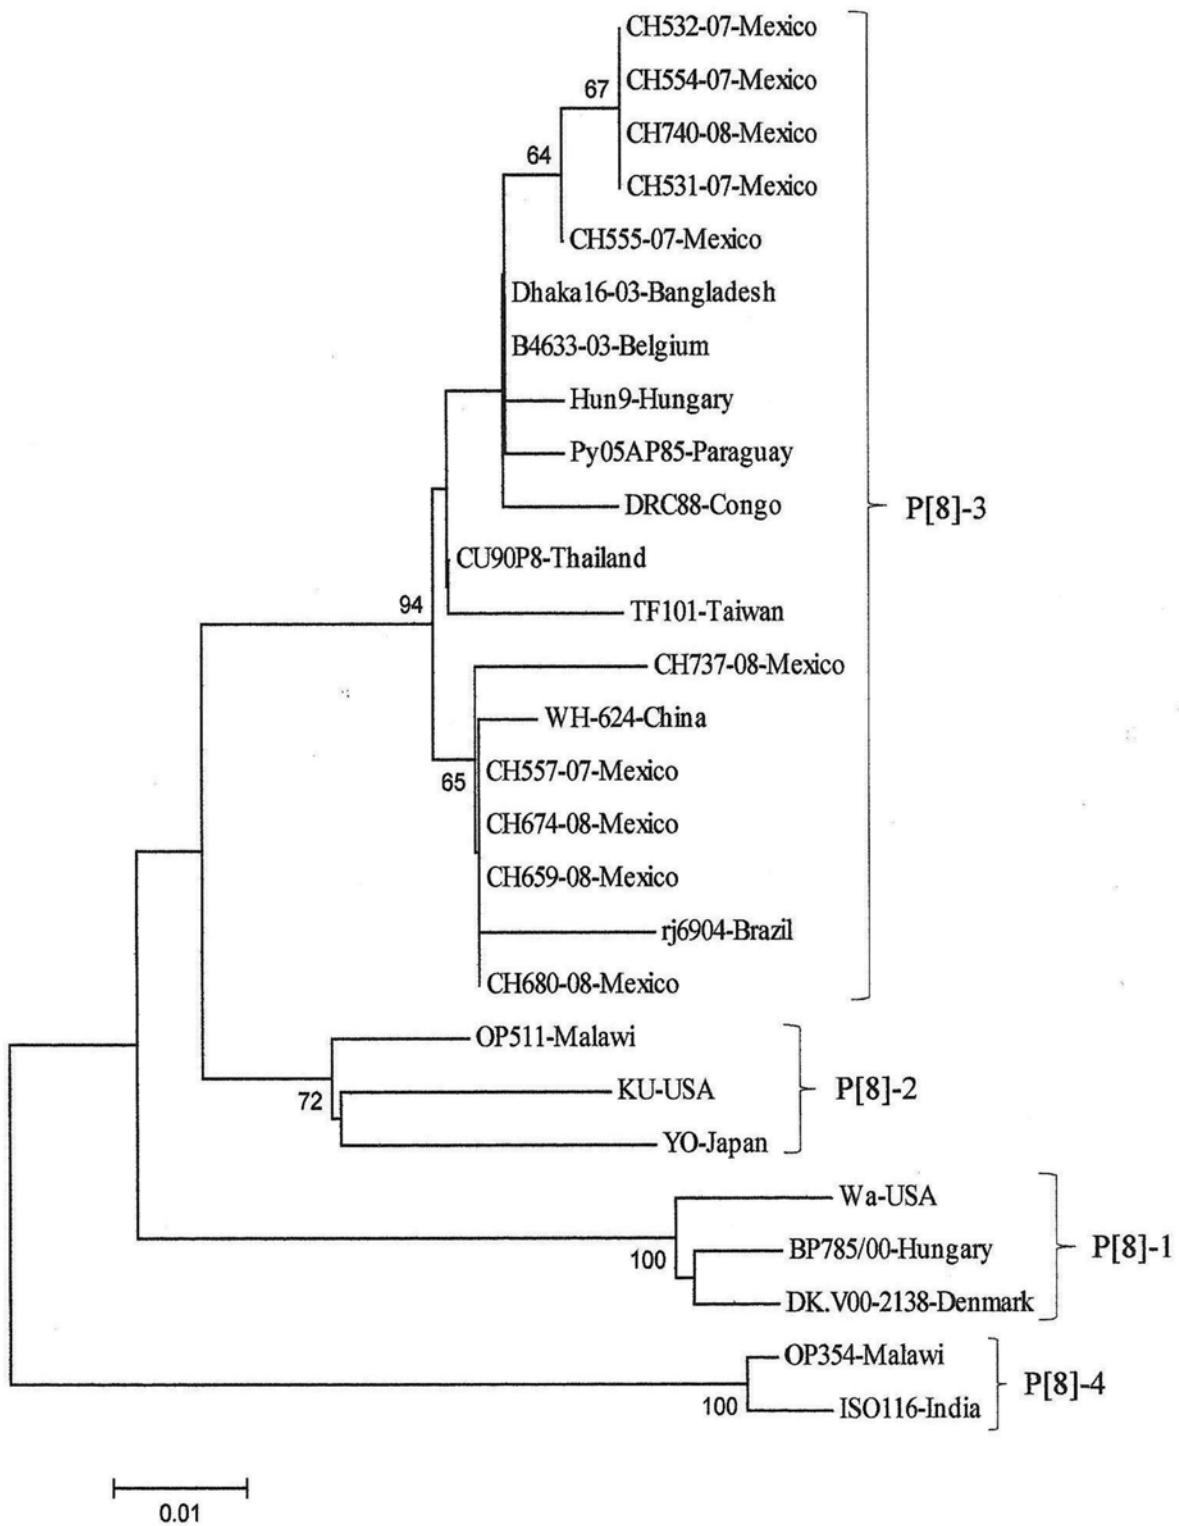 CH532-07-Mexico
CH554-07-Mexico
67
CH740-08-Mexico
64
CH531-07-Mexico
CH555-07-Mexico
Dhaka16-03-Bangladesh
B4633-03-Belgium
Hun9-Hungary
Py05AP85-Paraguay
DRC88-Congo
P[8]-3
CU90P8-Thailand
94
TF101-Taiwan
CH737-08-Mexico
WH-624-China
65
CH557-07-Mexico
CH674-08-Mexico
CH659-08-Mexico
rj6904-Brazil
CH680-08-Mexico
OP511-Malawi
72
KU-USA
P[8]-2
YO-Japan
Wa-USA
100
BP785/00-Hungary
P[8]-1
DK.V00-2138-Denmark
OP354-Malawi
P[8]-4
100
ISO116-India
0.01